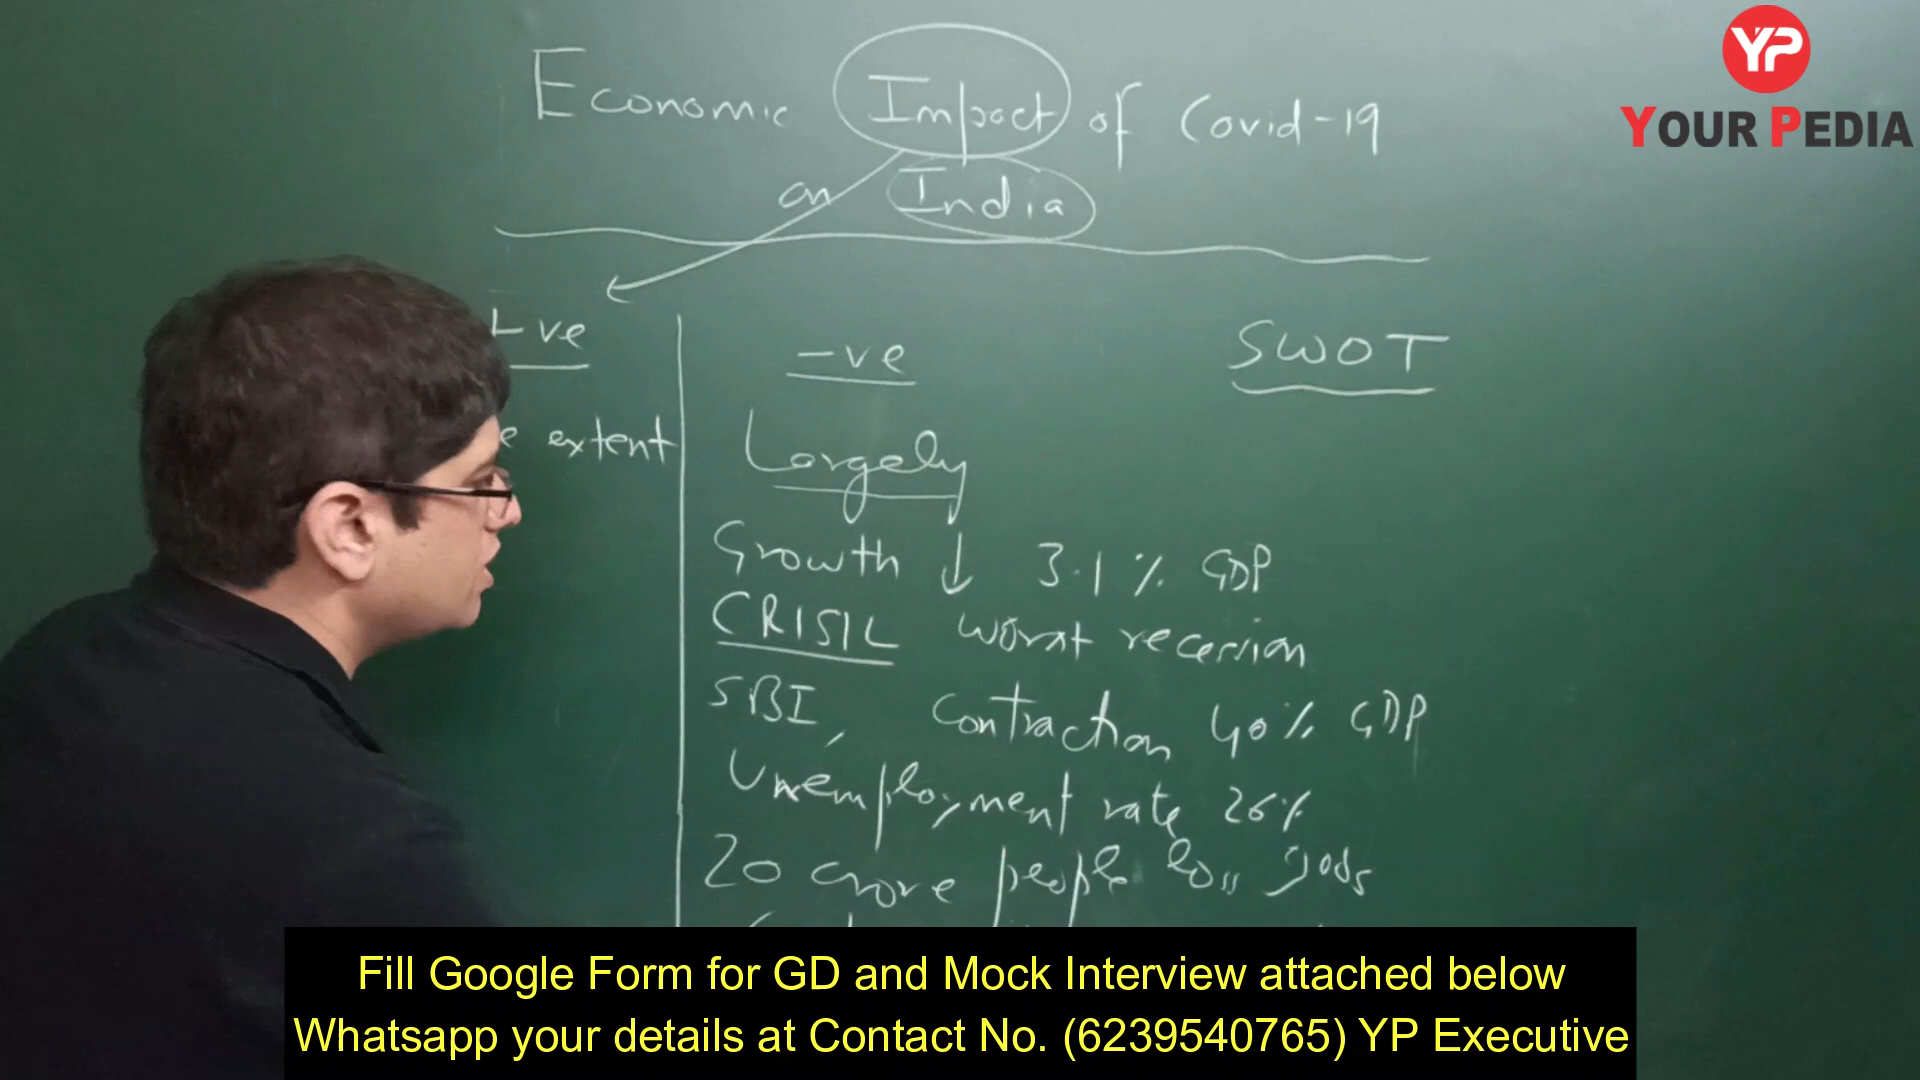 Economic Impact of Covid-19
on India
YP
YOUR PEDIA
+ve
-ve
SWOT
extent
Largely
Growth ↓ 3.1 % GDP
CRISIL worst recession
SBI, Contraction 40% GDP
Unemployment rate 26%
20 crore people loss jobs
Fill Google Form for GD and Mock Interview attached below
Whatsapp your details at Contact No. (6239540765) YP Executive